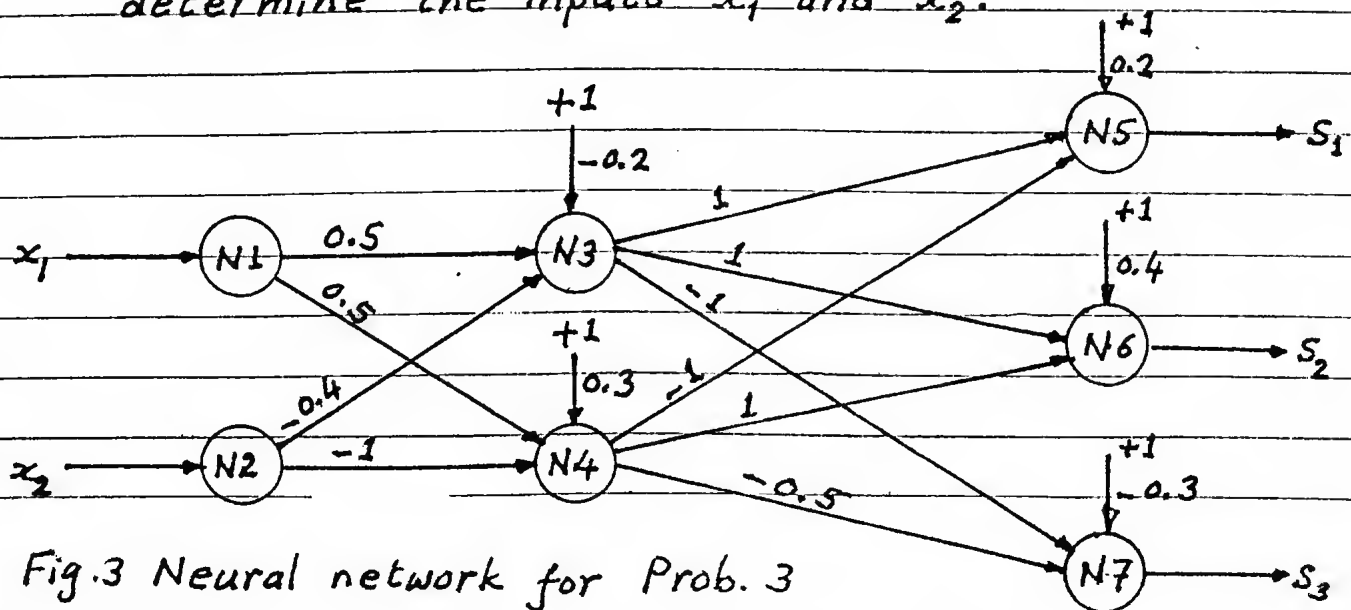 determine the inputs x₁ and x₂.
+1
0.2
N5
S₁
+1
-0.2
1
x₁
N1
0.5
N3
+1
0.4
1
0.5
-1
+1
0.3
N6
S₂
-0.4
-1
1
x₂
N2
-1
N4
+1
-0.3
-0.5
N7
S₃
Fig.3 Neural network for Prob. 3